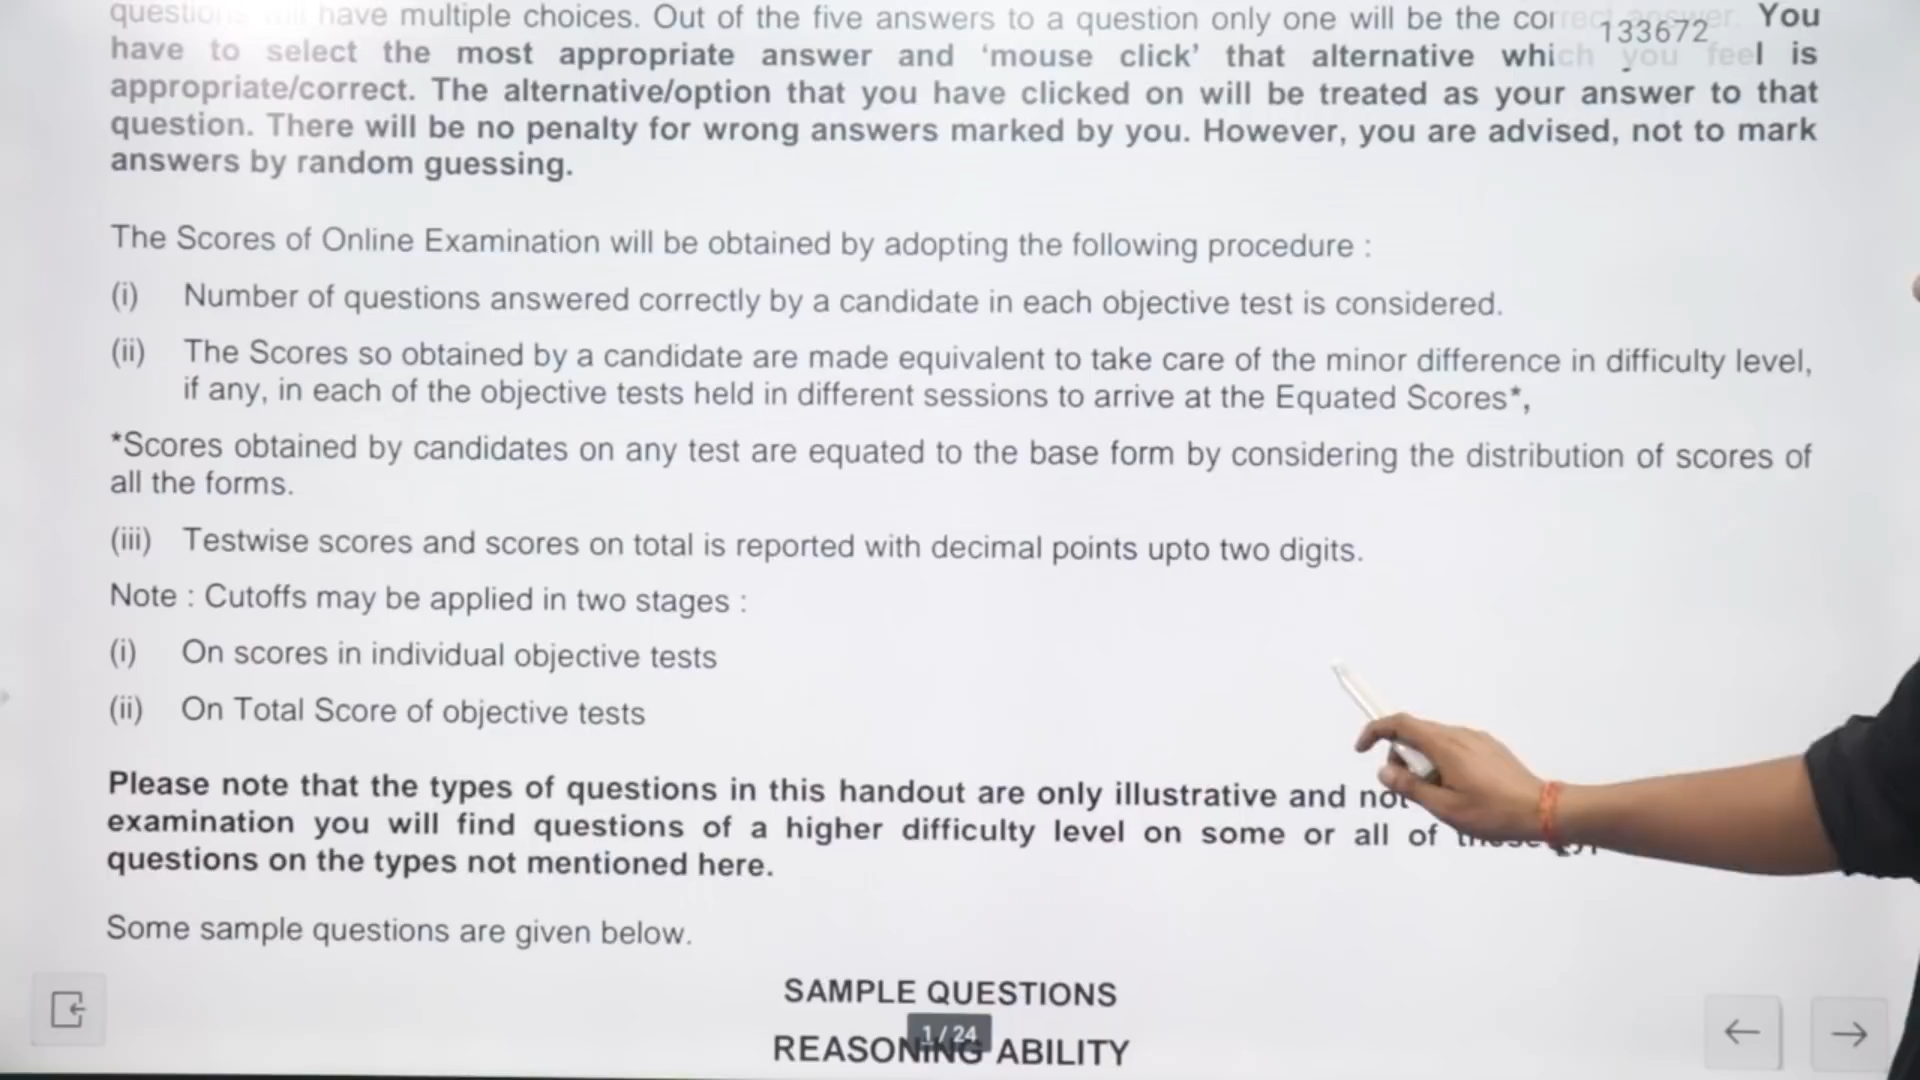 questions will have multiple choices. Out of the five answers to a question only one will be the correct answer. You
133672
have to select the most appropriate answer and ‘mouse click’ that alternative which you feel is
appropriate/correct. The alternative/option that you have clicked on will be treated as your answer to that
question. There will be no penalty for wrong answers marked by you. However, you are advised, not to mark
answers by random guessing.
The Scores of Online Examination will be obtained by adopting the following procedure :
(i) Number of questions answered correctly by a candidate in each objective test is considered.
(ii) The Scores so obtained by a candidate are made equivalent to take care of the minor difference in difficulty level,
if any, in each of the objective tests held in different sessions to arrive at the Equated Scores*,
*Scores obtained by candidates on any test are equated to the base form by considering the distribution of scores of
all the forms.
(iii) Testwise scores and scores on total is reported with decimal points upto two digits.
Note : Cutoffs may be applied in two stages :
(i) On scores in individual objective tests
(ii) On Total Score of objective tests
Please note that the types of questions in this handout are only illustrative and not
examination you will find questions of a higher difficulty level on some or all of these
questions on the types not mentioned here.
Some sample questions are given below.
SAMPLE QUESTIONS
1 / 24
REASONING ABILITY